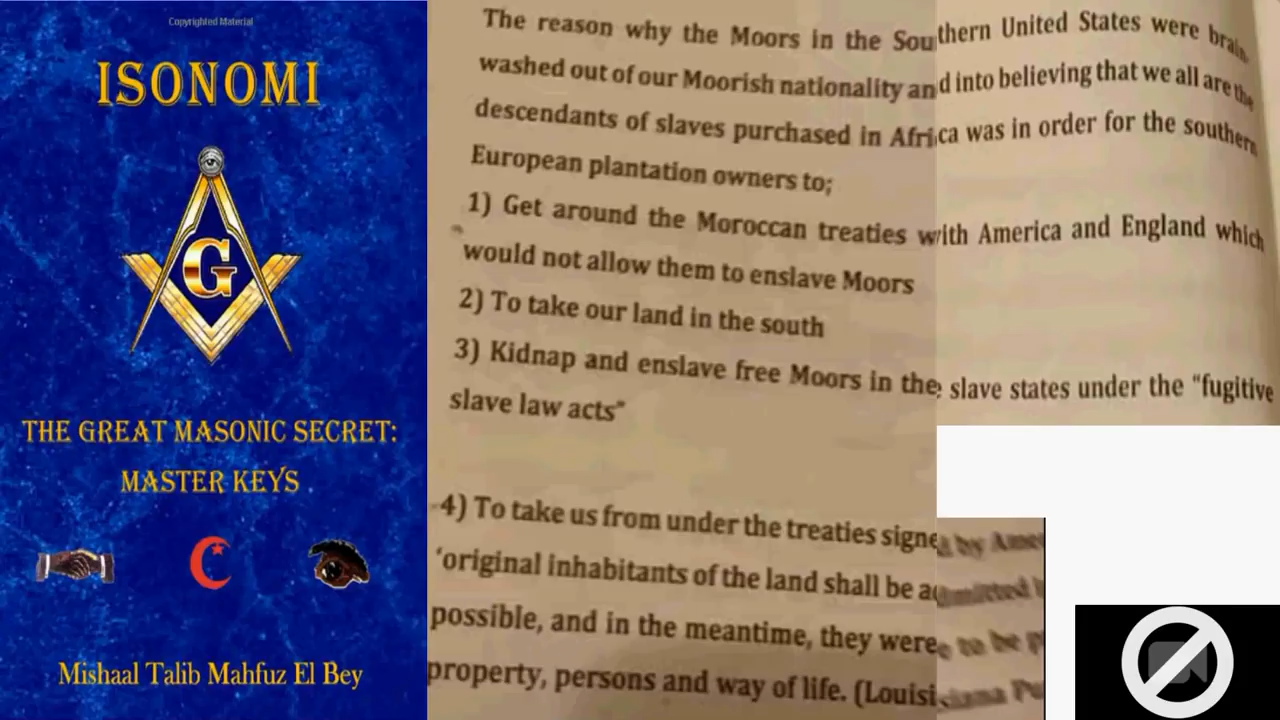 Copyrighted Material
ISONOMI
G
THE GREAT MASONIC SECRET:
MASTER KEYS
Mishaal Talib Mahfuz El Bey
The reason why the Moors in the Southern United States were brain
washed out of our Moorish nationality and into believing that we all are the
descendants of slaves purchased in Africa was in order for the southern
European plantation owners to;
1) Get around the Moroccan treaties with America and England which
would not allow them to enslave Moors
2) To take our land in the south
3) Kidnap and enslave free Moors in the slave states under the "fugitive
slave law acts"
4) To take us from under the treaties signed by
'original inhabitants of the land shall be admitted
possible, and in the meantime, they were to be
property, persons and way of life. (Louisiana